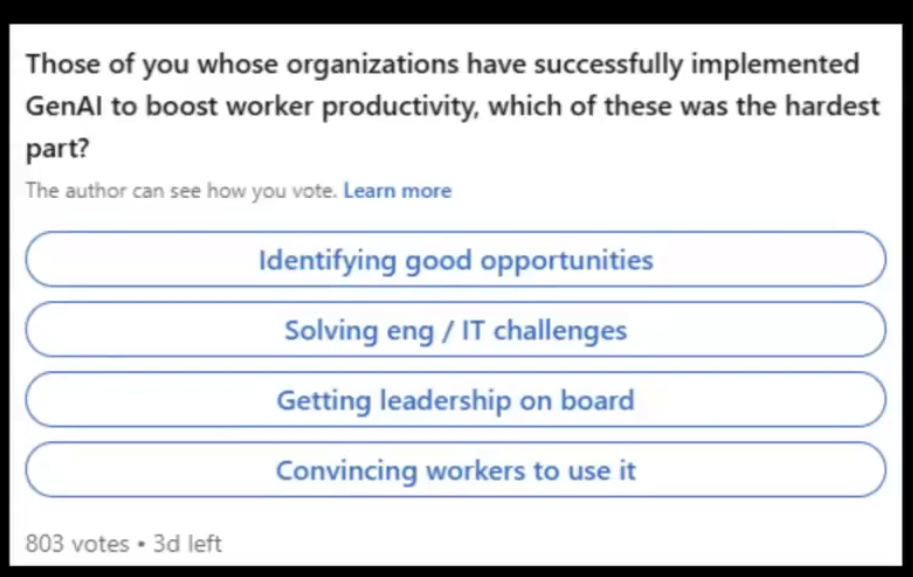 Those of you whose organizations have successfully implemented
GenAI to boost worker productivity, which of these was the hardest
part?
The author can see how you vote. Learn more
Identifying good opportunities
Solving eng / IT challenges
Getting leadership on board
Convincing workers to use it
803 votes • 3d left